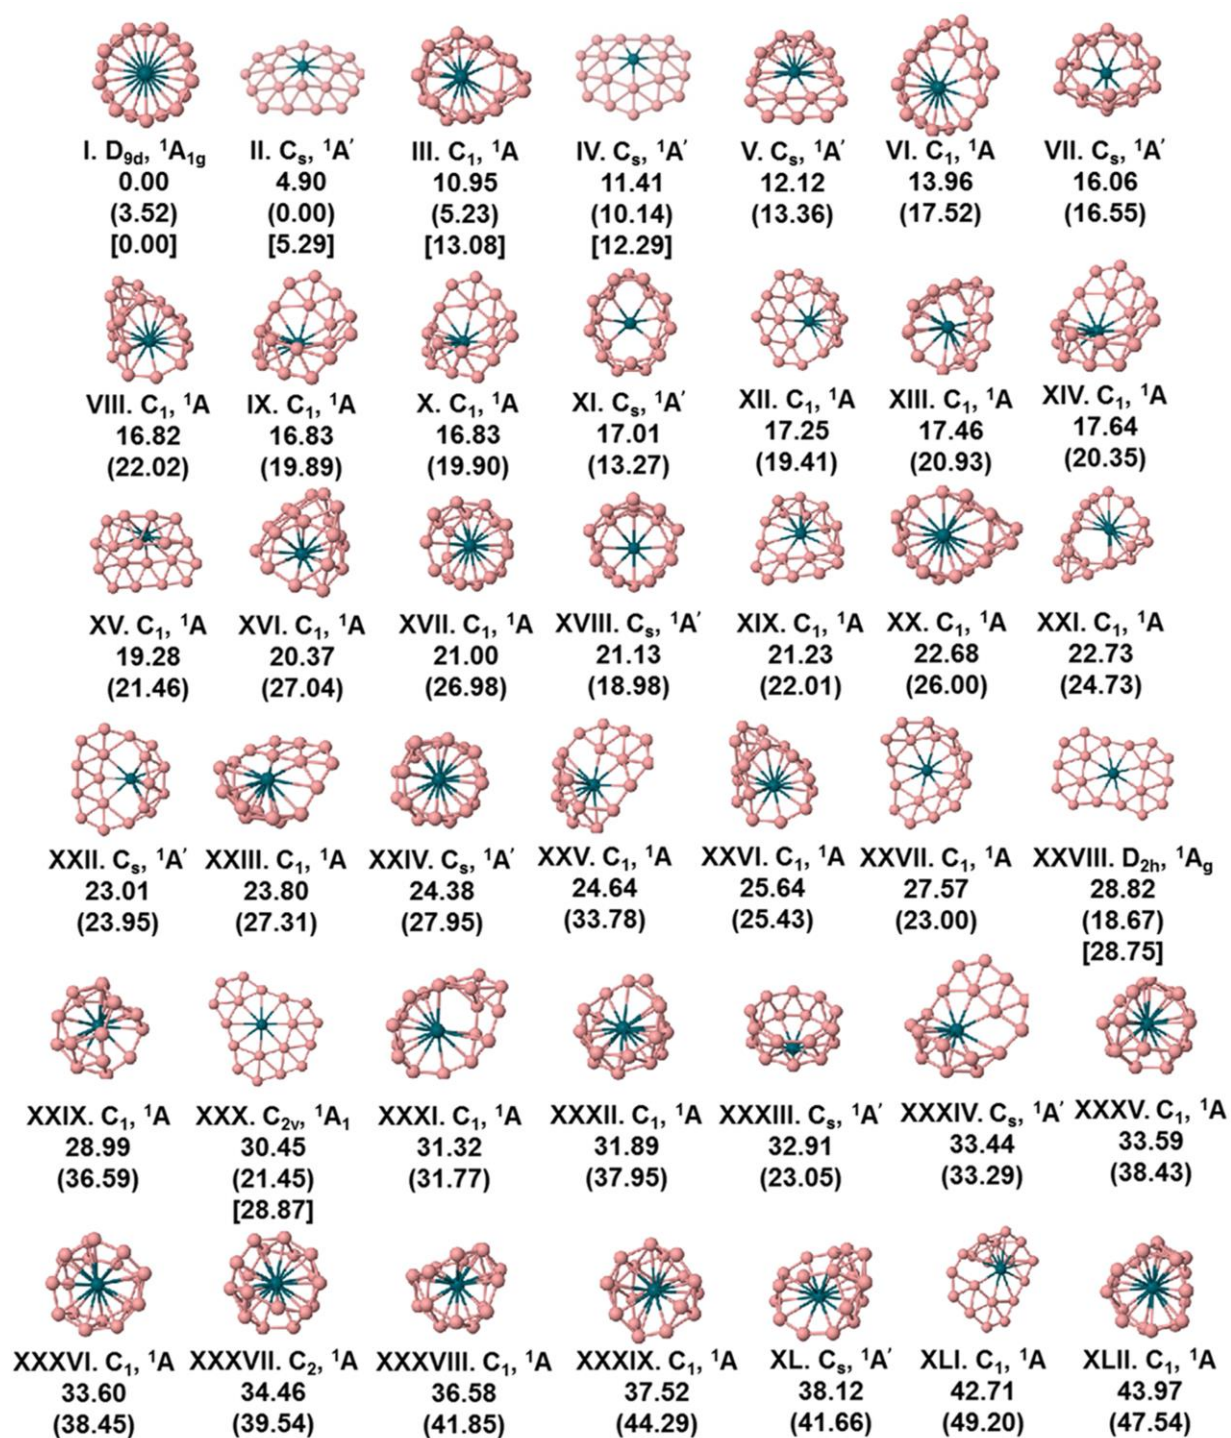 I. D₉d, ¹A₁g II. Cₛ, ¹A′ III. C₁, ¹A IV. Cₛ, ¹A′ V. Cₛ, ¹A′ VI. C₁, ¹A VII. Cₛ, ¹A′
0.00 4.90 10.95 11.41 12.12 13.96 16.06
(3.52) (0.00) (5.23) (10.14) (13.36) (17.52) (16.55)
[0.00] [5.29] [13.08] [12.29]
VIII. C₁, ¹A IX. C₁, ¹A X. C₁, ¹A XI. Cₛ, ¹A′ XII. C₁, ¹A XIII. C₁, ¹A XIV. C₁, ¹A
16.82 16.83 16.83 17.01 17.25 17.46 17.64
(22.02) (19.89) (19.90) (13.27) (19.41) (20.93) (20.35)
XV. C₁, ¹A XVI. C₁, ¹A XVII. C₁, ¹A XVIII. Cₛ, ¹A′ XIX. C₁, ¹A XX. C₁, ¹A XXI. C₁, ¹A
19.28 20.37 21.00 21.13 21.23 22.68 22.73
(21.46) (27.04) (26.98) (18.98) (22.01) (26.00) (24.73)
XXII. Cₛ, ¹A′ XXIII. C₁, ¹A XXIV. Cₛ, ¹A′ XXV. C₁, ¹A XXVI. C₁, ¹A XXVII. C₁, ¹A XXVIII. D₂h, ¹Ag
23.01 23.80 24.38 24.64 25.64 27.57 28.82
(23.95) (27.31) (27.95) (33.78) (25.43) (23.00) (18.67)
[28.75]
XXIX. C₁, ¹A XXX. C₂v, ¹A₁ XXXI. C₁, ¹A XXXII. C₁, ¹A XXXIII. Cₛ, ¹A′ XXXIV. Cₛ, ¹A′ XXXV. C₁, ¹A
28.99 30.45 31.32 31.89 32.91 33.44 33.59
(36.59) (21.45) (31.77) (37.95) (23.05) (33.29) (38.43)
[28.87]
XXXVI. C₁, ¹A XXXVII. C₂, ¹A XXXVIII. C₁, ¹A XXXIX. C₁, ¹A XL. Cₛ, ¹A′ XLI. C₁, ¹A XLII. C₁, ¹A
33.60 34.46 36.58 37.52 38.12 42.71 43.97
(38.45) (39.54) (41.85) (44.29) (41.66) (49.20) (47.54)